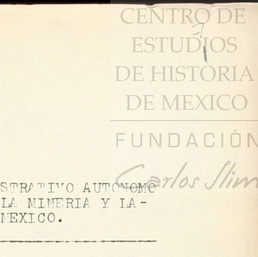 CENTRO DE
ESTUDIOS
DE HISTORIA
DE MEXICO
FUNDACIÓN
Carlos Slim
STRATIVO AUTONOMO
LA MINERIA Y LA-
MEXICO.